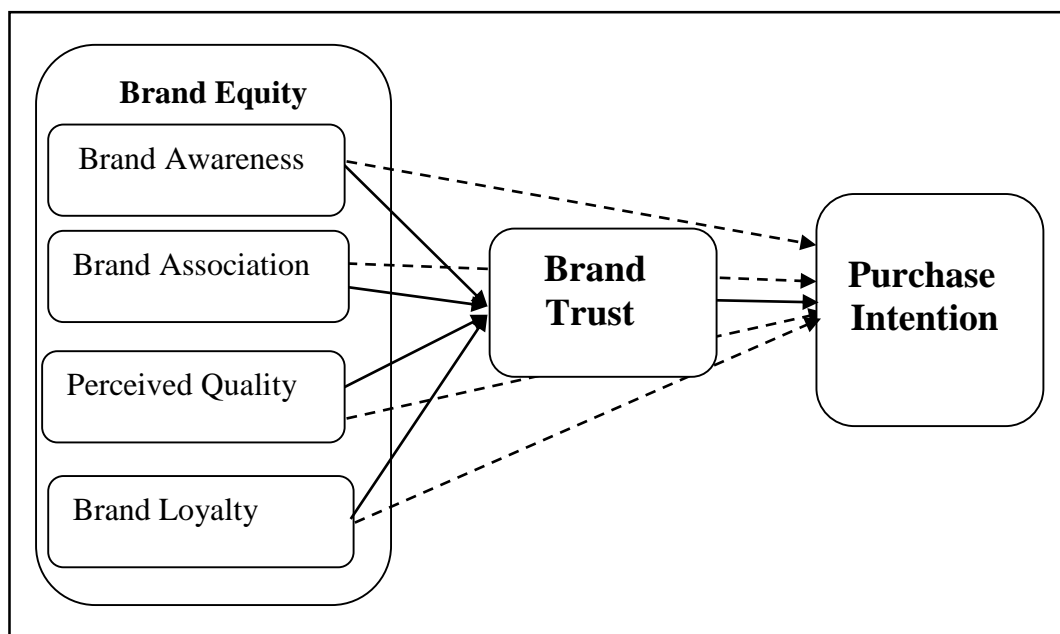 Brand Equity
Brand Awareness
Brand Association
Perceived Quality
Brand Loyalty
Brand
Trust
Purchase
Intention